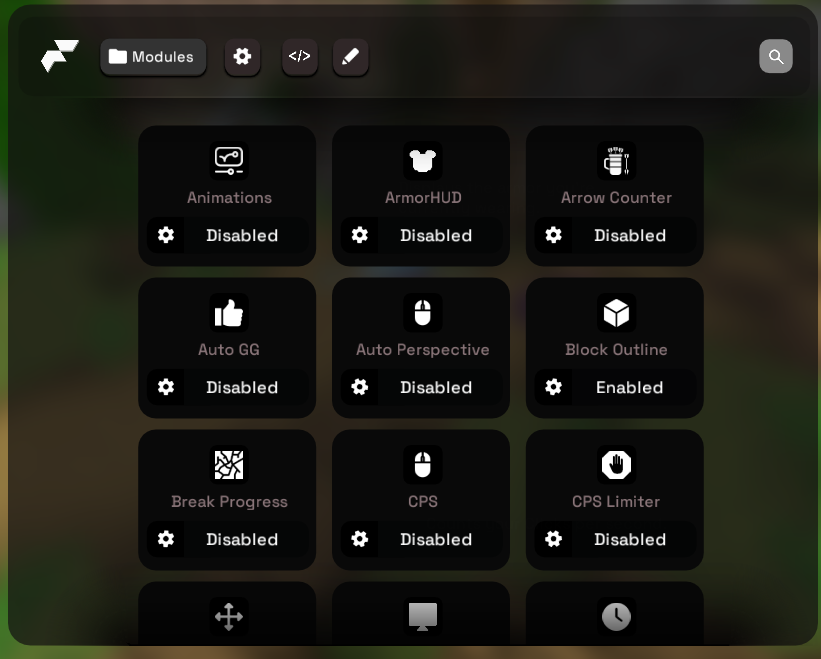 Modules
</>
Animations
ArmorHUD
Arrow Counter
Disabled
Disabled
Disabled
Auto GG
Auto Perspective
Block Outline
Disabled
Disabled
Enabled
Break Progress
CPS
CPS Limiter
Disabled
Disabled
Disabled